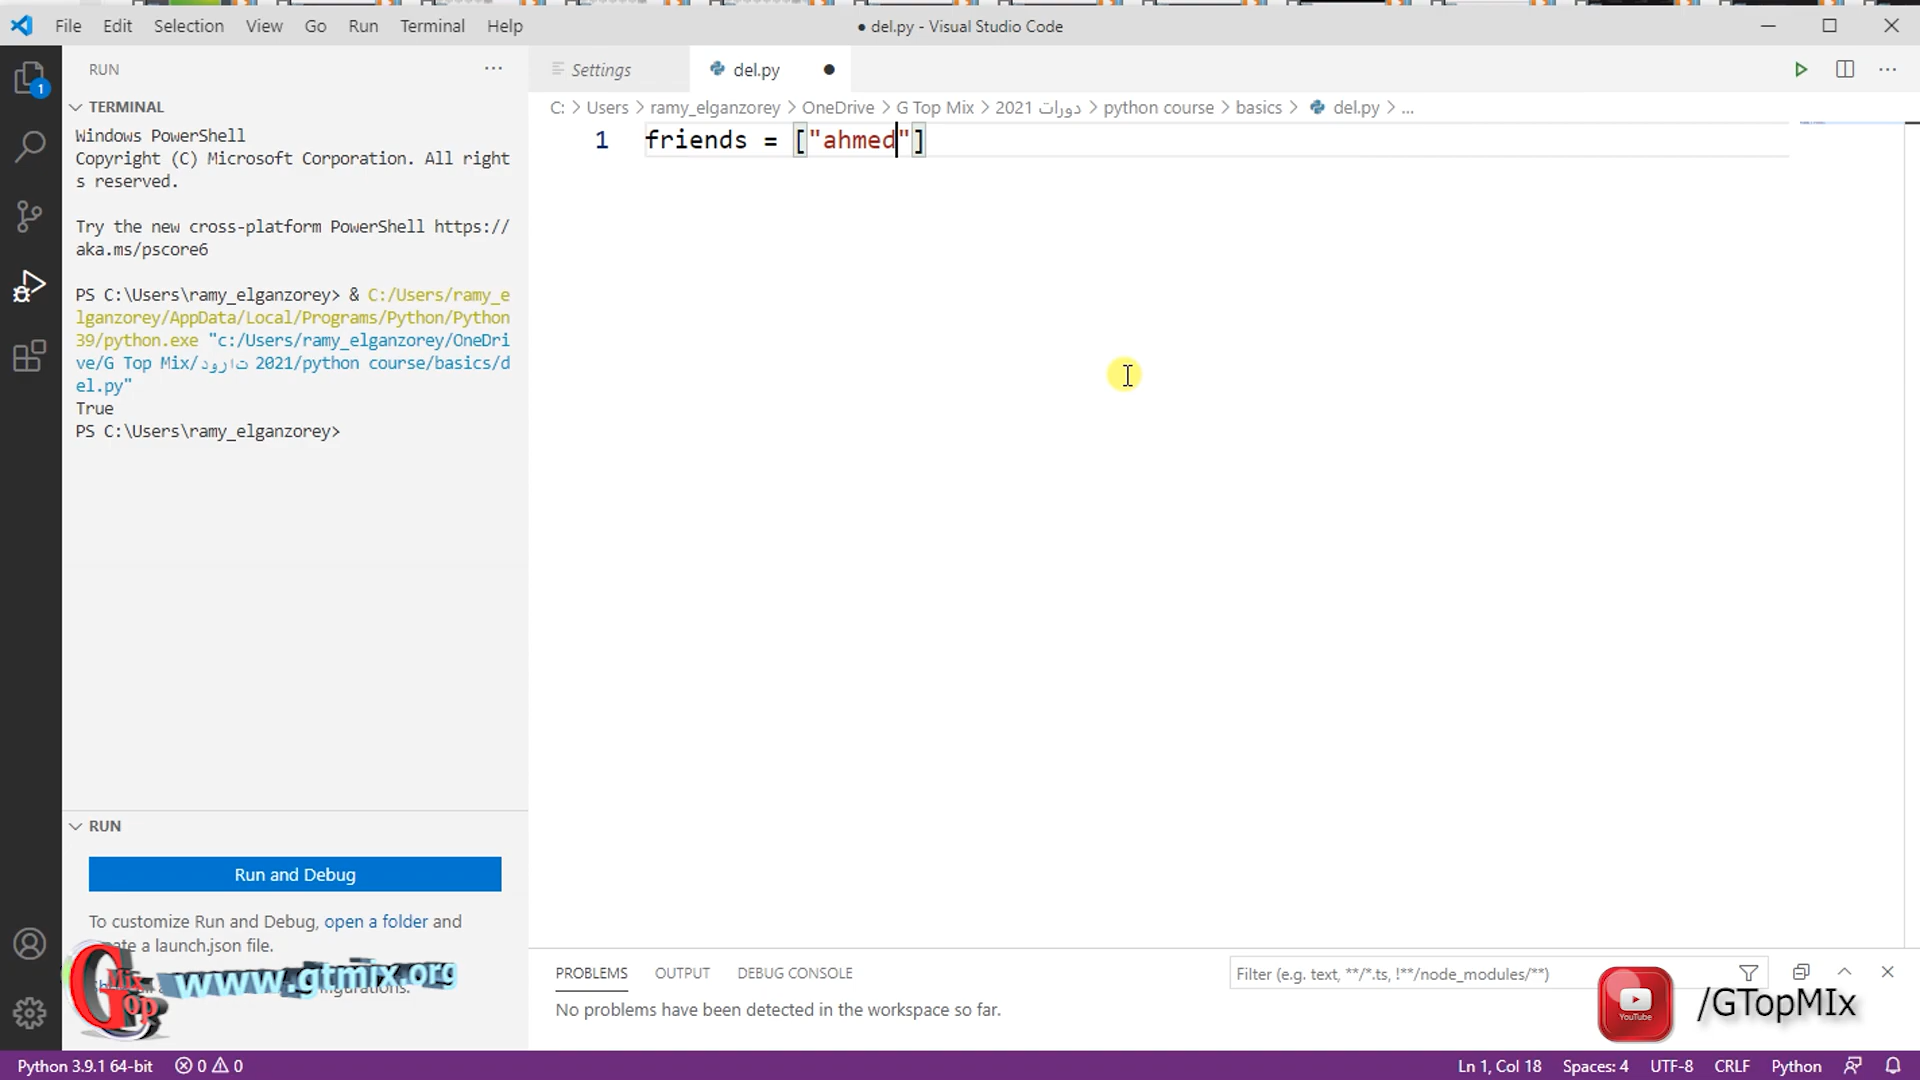 File Edit Selection View Go Run Terminal Help
● del.py - Visual Studio Code
RUN ···
Settings
del.py ●
C: > Users > ramy_elganzorey > OneDrive > G Top Mix > دورات 2021 > python course > basics > del.py > ...
TERMINAL
Windows PowerShell
Copyright (C) Microsoft Corporation. All right
s reserved.
Try the new cross-platform PowerShell https://
aka.ms/pscore6
PS C:\Users\ramy_elganzorey> & C:/Users/ramy_e
lganzorey/AppData/Local/Programs/Python/Python
39/python.exe "c:/Users/ramy_elganzorey/OneDri
ve/G Top Mix/دورات 2021/python course/basics/d
el.py"
True
PS C:\Users\ramy_elganzorey>
1 friends = ["ahmed"]
1
RUN
Run and Debug
To customize Run and Debug, open a folder and
ate a launch.json file.
gurations.
G Mix Top
www.gtmix.org
PROBLEMS OUTPUT DEBUG CONSOLE
Filter (e.g. text, **/*.ts, !**/node_modules/**)
No problems have been detected in the workspace so far.
YouTube
/GTopMIx
Python 3.9.1 64-bit 0 0
Ln 1, Col 18 Spaces: 4 UTF-8 CRLF Python